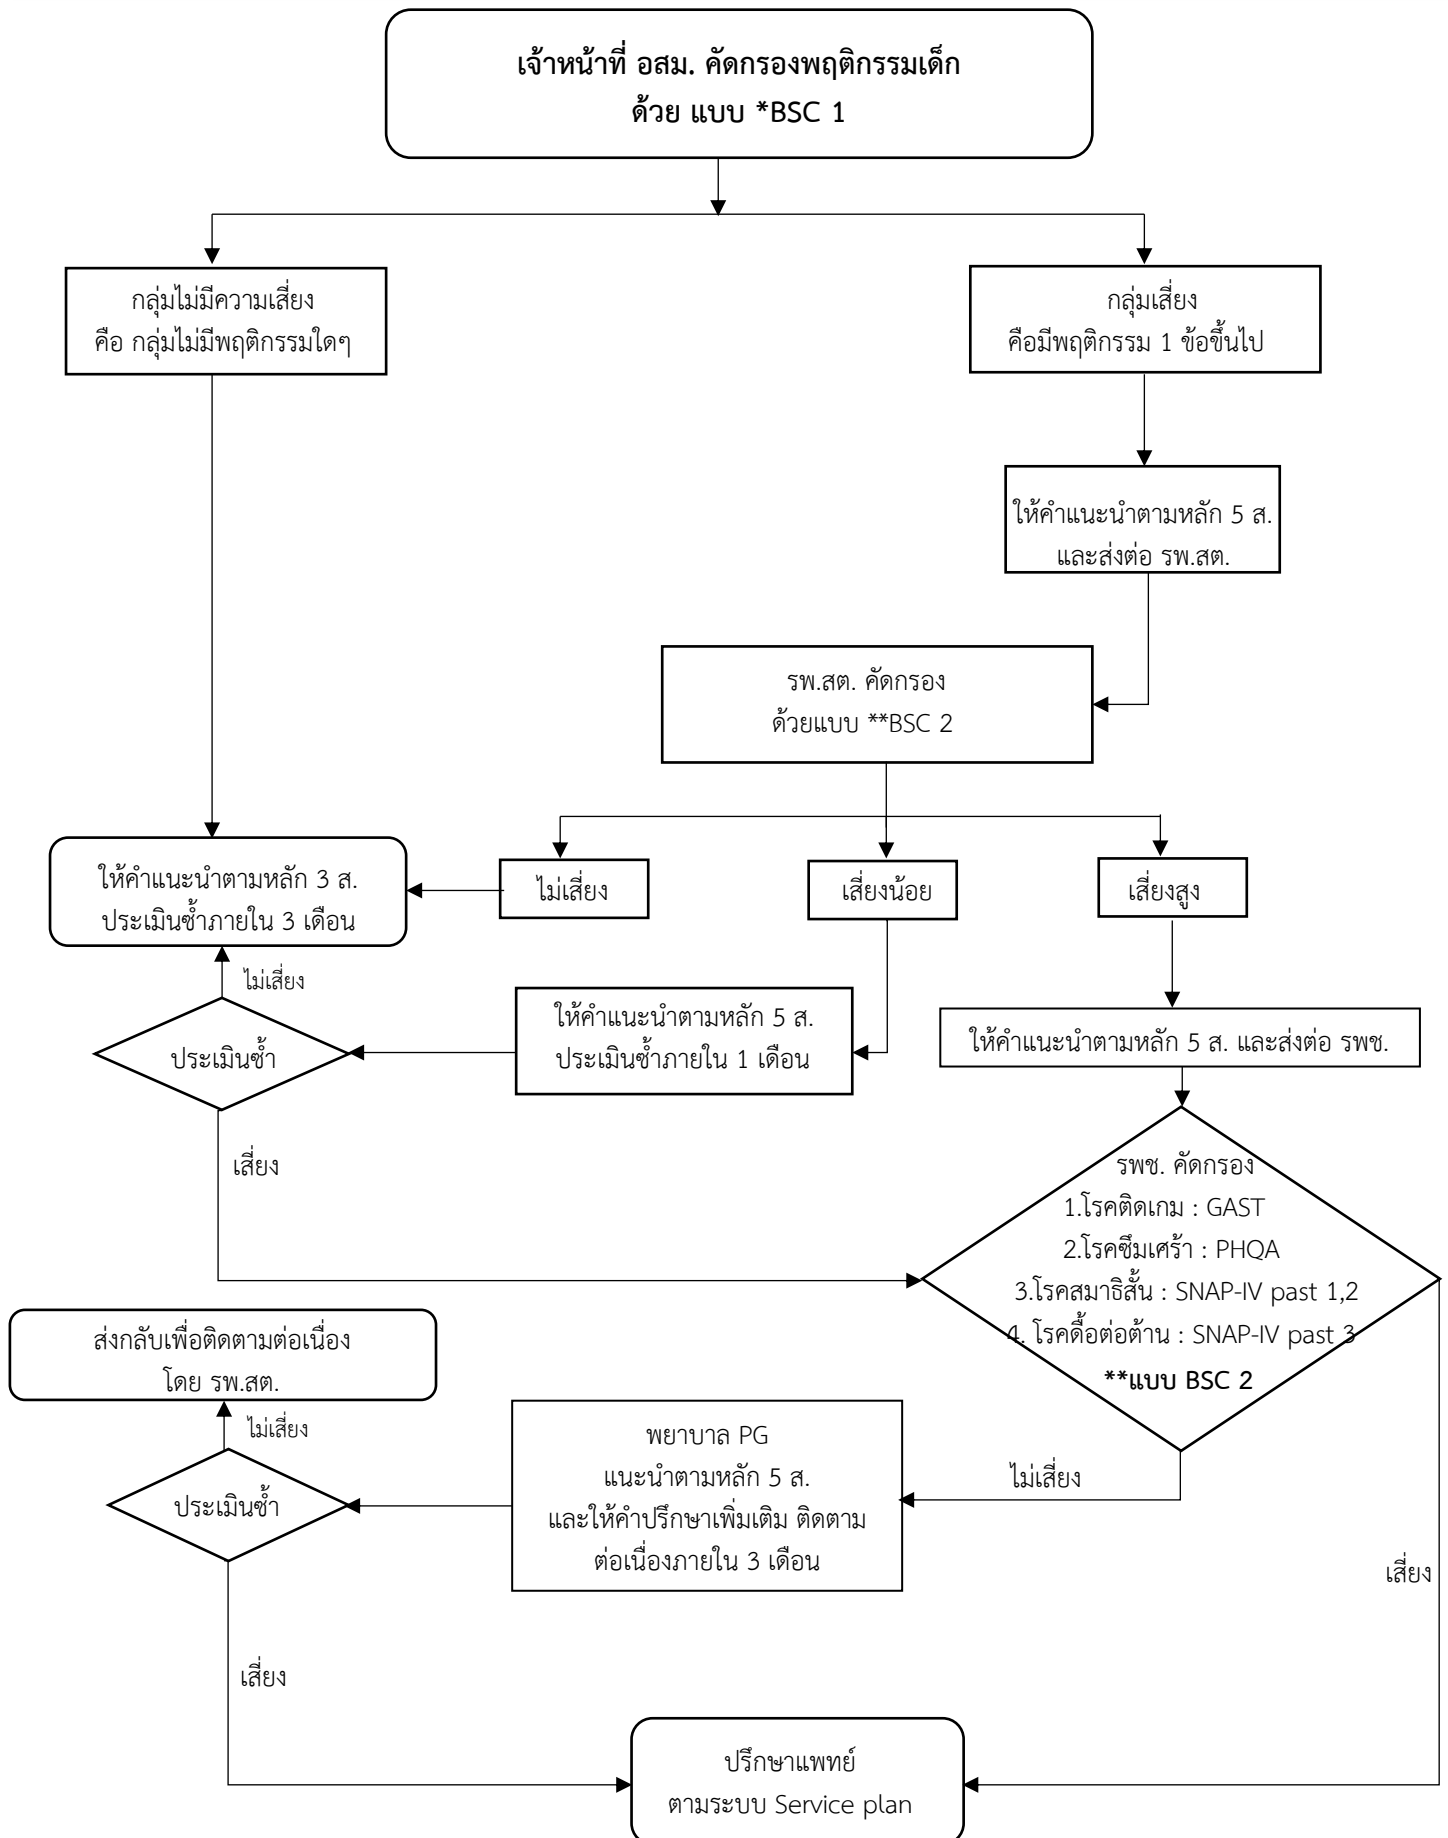 เจ้าหน้าที่ อสม. คัดกรองพฤติกรรมเด็ก
ด้วย แบบ *BSC 1
กลุ่มไม่มีความเสี่ยง
คือ กลุ่มไม่มีพฤติกรรมใดๆ
กลุ่มเสี่ยง
คือมีพฤติกรรม 1 ข้อขึ้นไป
ให้คำแนะนำตามหลัก 5 ส.
และส่งต่อ รพ.สต.
รพ.สต. คัดกรอง
ด้วยแบบ **BSC 2
ให้คำแนะนำตามหลัก 3 ส.
ประเมินซ้ำภายใน 3 เดือน
ไม่เสี่ยง
เสี่ยงน้อย
เสี่ยงสูง
ไม่เสี่ยง
ประเมินซ้ำ
ให้คำแนะนำตามหลัก 5 ส.
ประเมินซ้ำภายใน 1 เดือน
ให้คำแนะนำตามหลัก 5 ส. และส่งต่อ รพช.
เสี่ยง
รพช. คัดกรอง
1.โรคติดเกม : GAST
2.โรคซึมเศร้า : PHQA
3.โรคสมาธิสั้น : SNAP-IV past 1,2
4. โรคดื้อต่อต้าน : SNAP-IV past 3
**แบบ BSC 2
ส่งกลับเพื่อติดตามต่อเนื่อง
โดย รพ.สต.
ไม่เสี่ยง
ประเมินซ้ำ
พยาบาล PG
แนะนำตามหลัก 5 ส.
และให้คำปรึกษาเพิ่มเติม ติดตาม
ต่อเนื่องภายใน 3 เดือน
ไม่เสี่ยง
เสี่ยง
เสี่ยง
ปรึกษาแพทย์
ตามระบบ Service plan